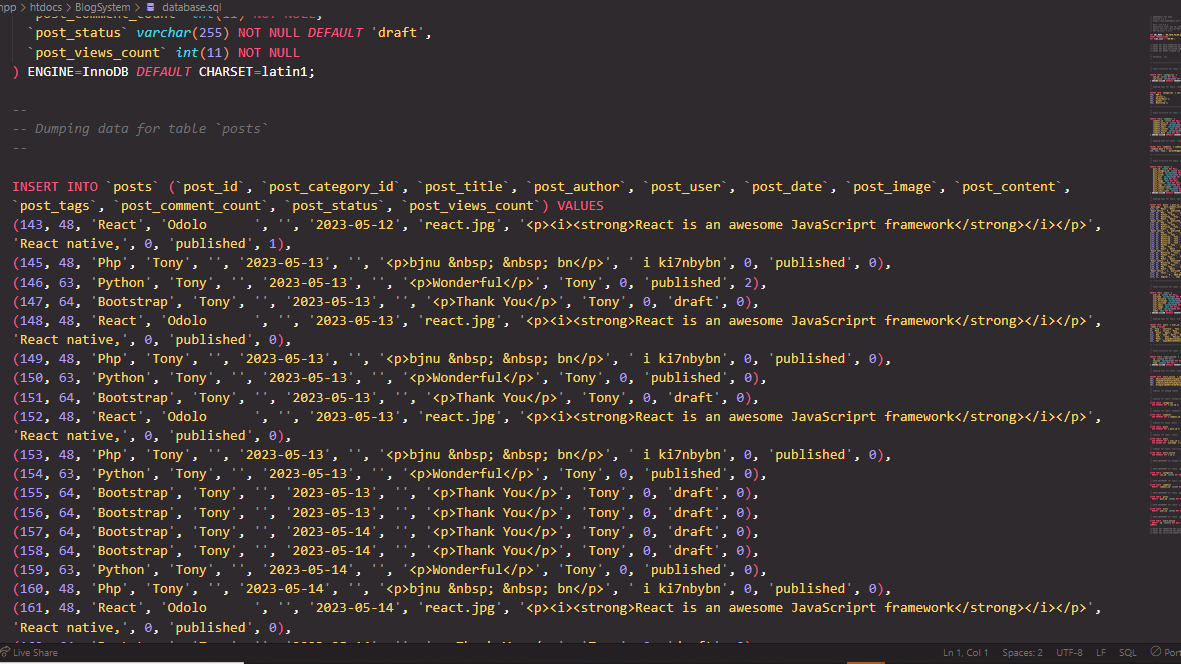 htdocs > BlogSystem > database.sql
`post_comment_count` int(11) NOT NULL,
`post_status` varchar(255) NOT NULL DEFAULT 'draft',
`post_views_count` int(11) NOT NULL
) ENGINE=InnoDB DEFAULT CHARSET=latin1;
--
-- Dumping data for table `posts`
--
INSERT INTO `posts` (`post_id`, `post_category_id`, `post_title`, `post_author`, `post_user`, `post_date`, `post_image`, `post_content`,
`post_tags`, `post_comment_count`, `post_status`, `post_views_count`) VALUES
(143, 48, 'React', 'Odolo      ', '', '2023-05-12', 'react.jpg', '<p><i><strong>React is an awesome JavaScriprt framework</strong></i></p>',
'React native,', 0, 'published', 1),
(145, 48, 'Php', 'Tony', '', '2023-05-13', '', '<p>bjnu &nbsp; &nbsp; bn</p>', ' i ki7nbybn', 0, 'published', 0),
(146, 63, 'Python', 'Tony', '', '2023-05-13', '', '<p>Wonderful</p>', 'Tony', 0, 'published', 2),
(147, 64, 'Bootstrap', 'Tony', '', '2023-05-13', '', '<p>Thank You</p>', 'Tony', 0, 'draft', 0),
(148, 48, 'React', 'Odolo      ', '', '2023-05-13', 'react.jpg', '<p><i><strong>React is an awesome JavaScriprt framework</strong></i></p>',
'React native,', 0, 'published', 0),
(149, 48, 'Php', 'Tony', '', '2023-05-13', '', '<p>bjnu &nbsp; &nbsp; bn</p>', ' i ki7nbybn', 0, 'published', 0),
(150, 63, 'Python', 'Tony', '', '2023-05-13', '', '<p>Wonderful</p>', 'Tony', 0, 'published', 0),
(151, 64, 'Bootstrap', 'Tony', '', '2023-05-13', '', '<p>Thank You</p>', 'Tony', 0, 'draft', 0),
(152, 48, 'React', 'Odolo      ', '', '2023-05-13', 'react.jpg', '<p><i><strong>React is an awesome JavaScriprt framework</strong></i></p>',
'React native,', 0, 'published', 0),
(153, 48, 'Php', 'Tony', '', '2023-05-13', '', '<p>bjnu &nbsp; &nbsp; bn</p>', ' i ki7nbybn', 0, 'published', 0),
(154, 63, 'Python', 'Tony', '', '2023-05-13', '', '<p>Wonderful</p>', 'Tony', 0, 'published', 0),
(155, 64, 'Bootstrap', 'Tony', '', '2023-05-13', '', '<p>Thank You</p>', 'Tony', 0, 'draft', 0),
(156, 64, 'Bootstrap', 'Tony', '', '2023-05-13', '', '<p>Thank You</p>', 'Tony', 0, 'draft', 0),
(157, 64, 'Bootstrap', 'Tony', '', '2023-05-14', '', '<p>Thank You</p>', 'Tony', 0, 'draft', 0),
(158, 64, 'Bootstrap', 'Tony', '', '2023-05-14', '', '<p>Thank You</p>', 'Tony', 0, 'draft', 0),
(159, 63, 'Python', 'Tony', '', '2023-05-14', '', '<p>Wonderful</p>', 'Tony', 0, 'published', 0),
(160, 48, 'Php', 'Tony', '', '2023-05-14', '', '<p>bjnu &nbsp; &nbsp; bn</p>', ' i ki7nbybn', 0, 'published', 0),
(161, 48, 'React', 'Odolo      ', '', '2023-05-14', 'react.jpg', '<p><i><strong>React is an awesome JavaScriprt framework</strong></i></p>',
'React native,', 0, 'published', 0),
Live Share Ln 1, Col 1 Spaces: 2 UTF-8 LF SQL